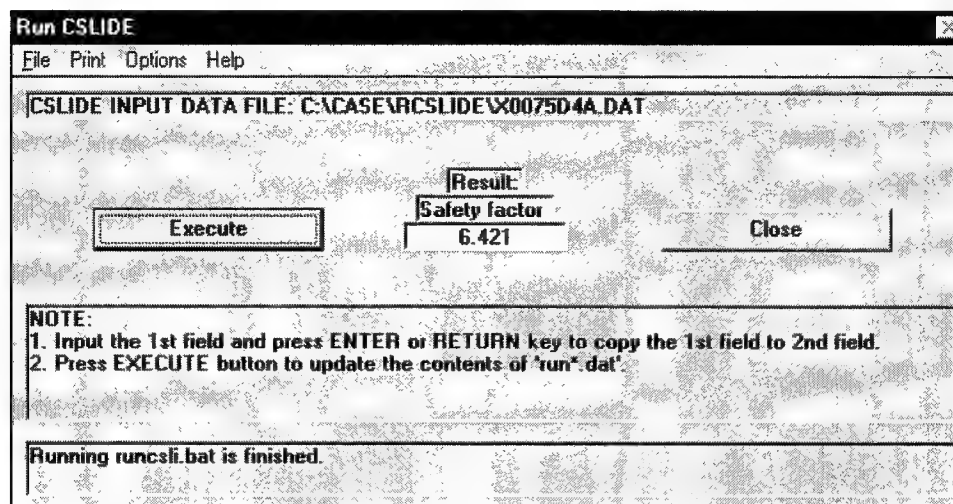 Run CSLIDE
File Print Options Help
CSLIDE INPUT DATA FILE: C:\CASE\RCSLIDE\X0075D4A.DAT
Result:
Safety factor
Execute 6.421 Close
NOTE:
1. Input the 1st field and press ENTER or RETURN key to copy the 1st field to 2nd field.
2. Press EXECUTE button to update the contents of 'run*.dat'.
Running runcsli.bat is finished.